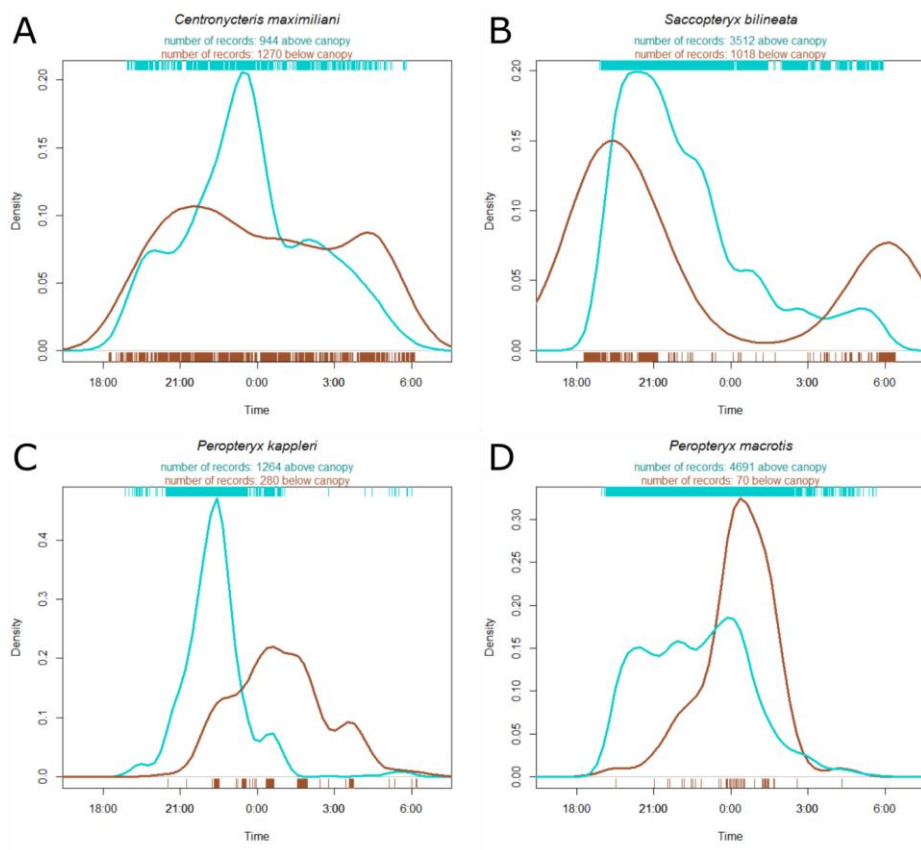 A
Centronycteris maximiliani
number of records: 944 above canopy
number of records: 1270 below canopy
0.20
0.15
0.10
0.05
0.00
Density
18:00 21:00 0:00 3:00 6:00
Time
B
Saccopteryx bilineata
number of records: 3512 above canopy
number of records: 1018 below canopy
0.20
0.15
0.10
0.05
0.00
Density
18:00 21:00 0:00 3:00 6:00
Time
C
Peropteryx kappleri
number of records: 1264 above canopy
number of records: 280 below canopy
0.4
0.3
0.2
0.1
0.0
Density
18:00 21:00 0:00 3:00 6:00
Time
D
Peropteryx macrotis
number of records: 4691 above canopy
number of records: 70 below canopy
0.30
0.25
0.20
0.15
0.10
0.05
0.00
Density
18:00 21:00 0:00 3:00 6:00
Time